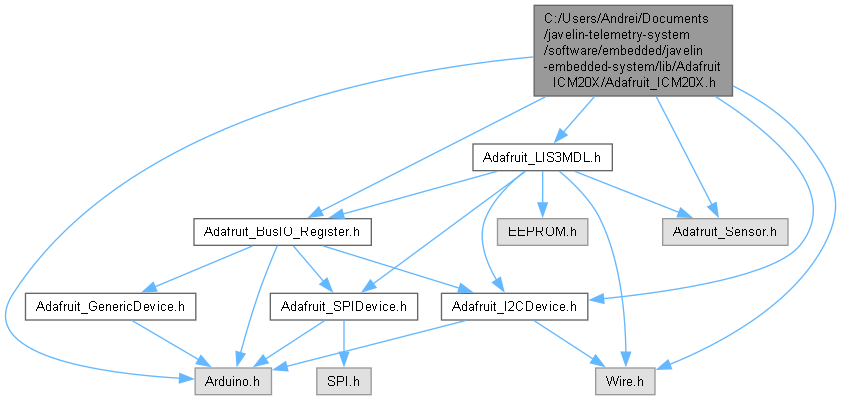 C:/Users/Andrei/Documents
/javelin-telemetry-system
/software/embedded/javelin
-embedded-system/lib/Adafruit
ICM20X/Adafruit_ICM20X.h
Adafruit_LIS3MDL.h
Adafruit_BusIO_Register.h
EEPROM.h
Adafruit_Sensor.h
Adafruit_GenericDevice.h
Adafruit_SPIDevice.h
Adafruit_I2CDevice.h
Arduino.h
SPI.h
Wire.h